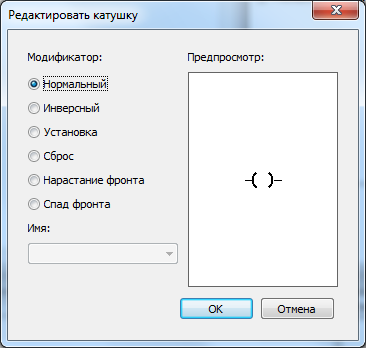 Редактировать катушку
Модификатор:
Предпросмотр:
Нормальный
Инверсный
Установка
Сброс
Нарастание фронта
Спад фронта
Имя:
OK
Отмена